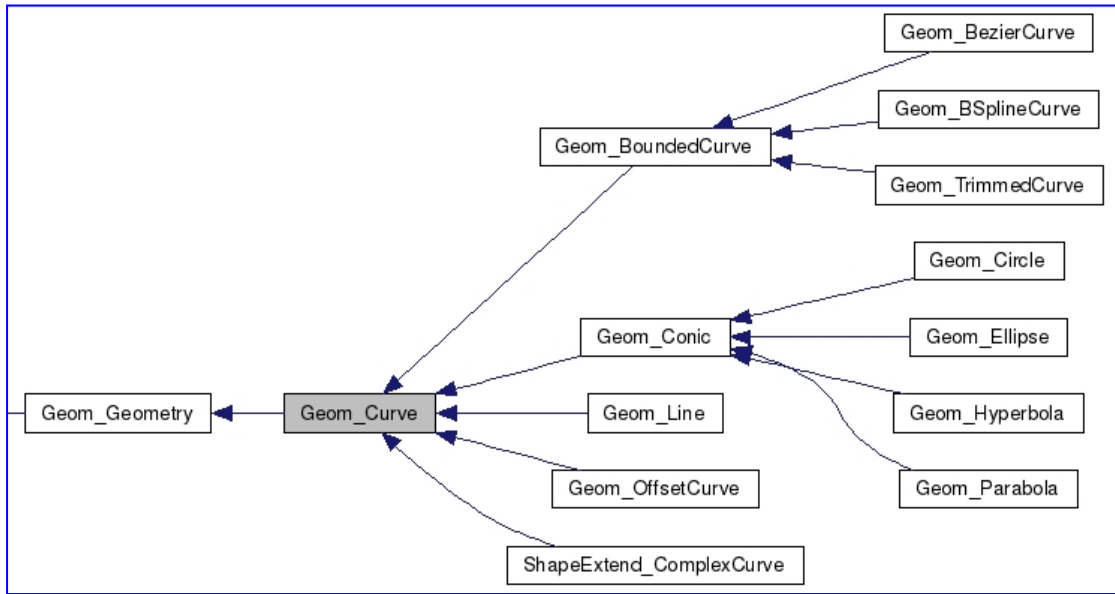 Geom_BezierCurve
Geom_BSplineCurve
Geom_BoundedCurve
Geom_TrimmedCurve
Geom_Circle
Geom_Conic
Geom_Ellipse
Geom_Geometry
Geom_Curve
Geom_Line
Geom_Hyperbola
Geom_OffsetCurve
Geom_Parabola
ShapeExtend_ComplexCurve